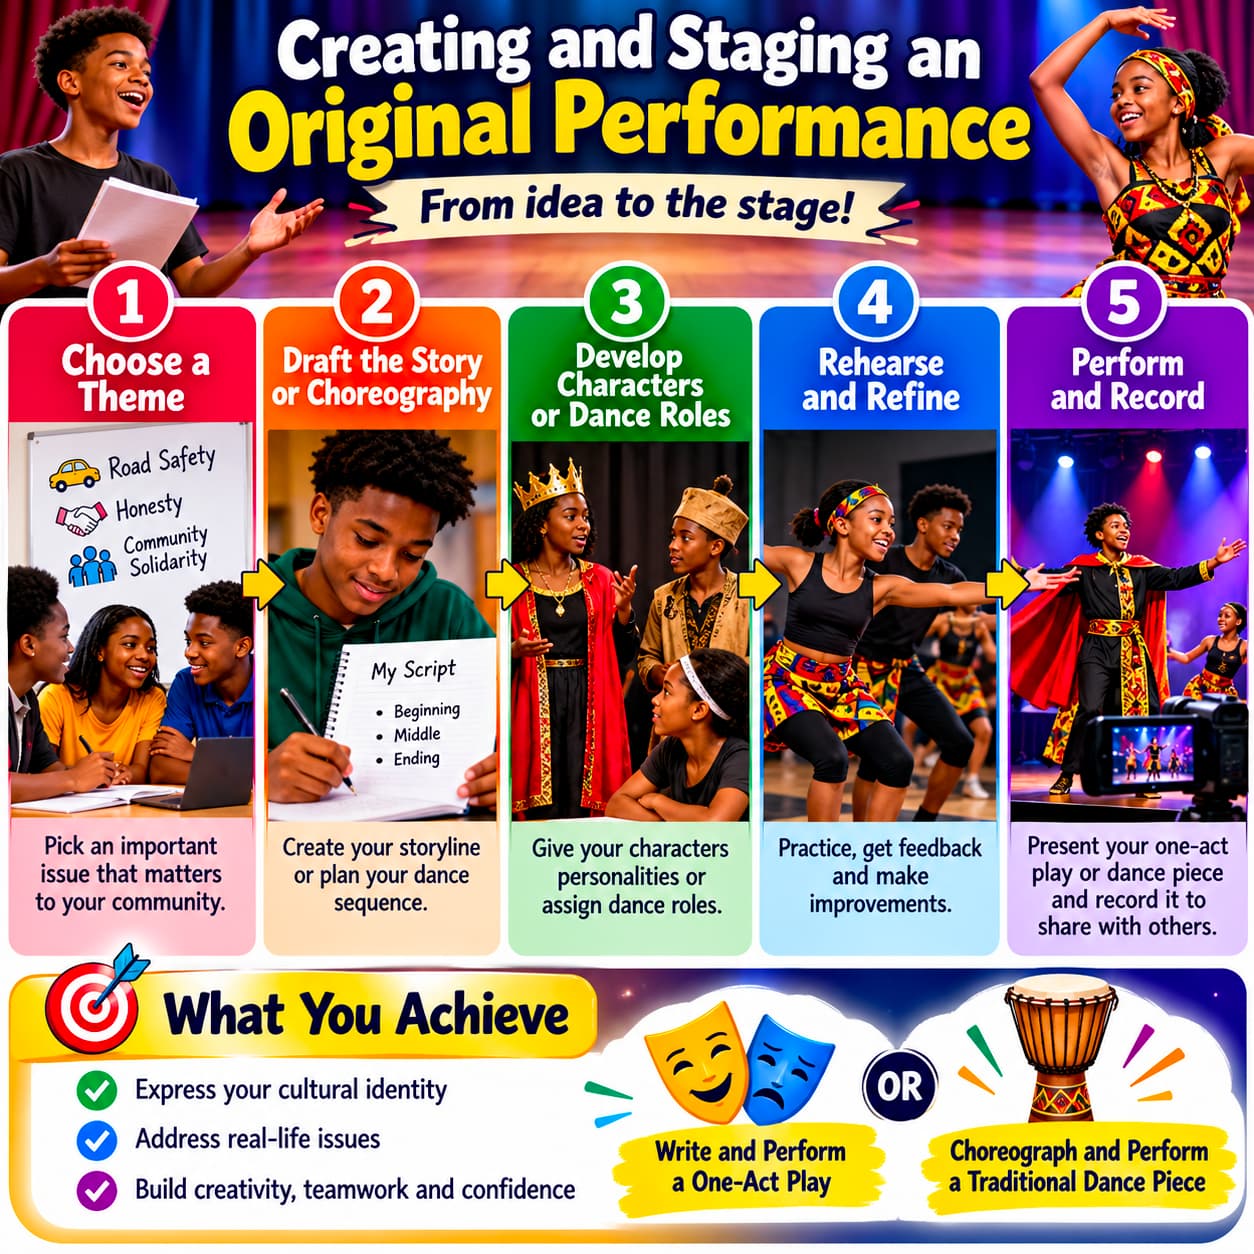 Creating and Staging an
Original Performance
From idea to the stage!
1
Choose a
Theme
Road Safety
Honesty
Community
Solidarity
Pick an important
issue that matters
to your community.
2
Draft the Story
or Choreography
My Script
• Beginning
• Middle
• Ending
Create your storyline
or plan your dance
sequence.
3
Develop
Characters
or Dance Roles
Give your characters
personalities or
assign dance roles.
4
Rehearse
and Refine
Practice, get feedback
and make
improvements.
5
Perform
and Record
Present your one-act
play or dance piece
and record it to
share with others.
What You Achieve
Express your cultural identity
Address real-life issues
Build creativity, teamwork and confidence
Write and Perform
a One-Act Play
OR
Choreograph and Perform
a Traditional Dance Piece